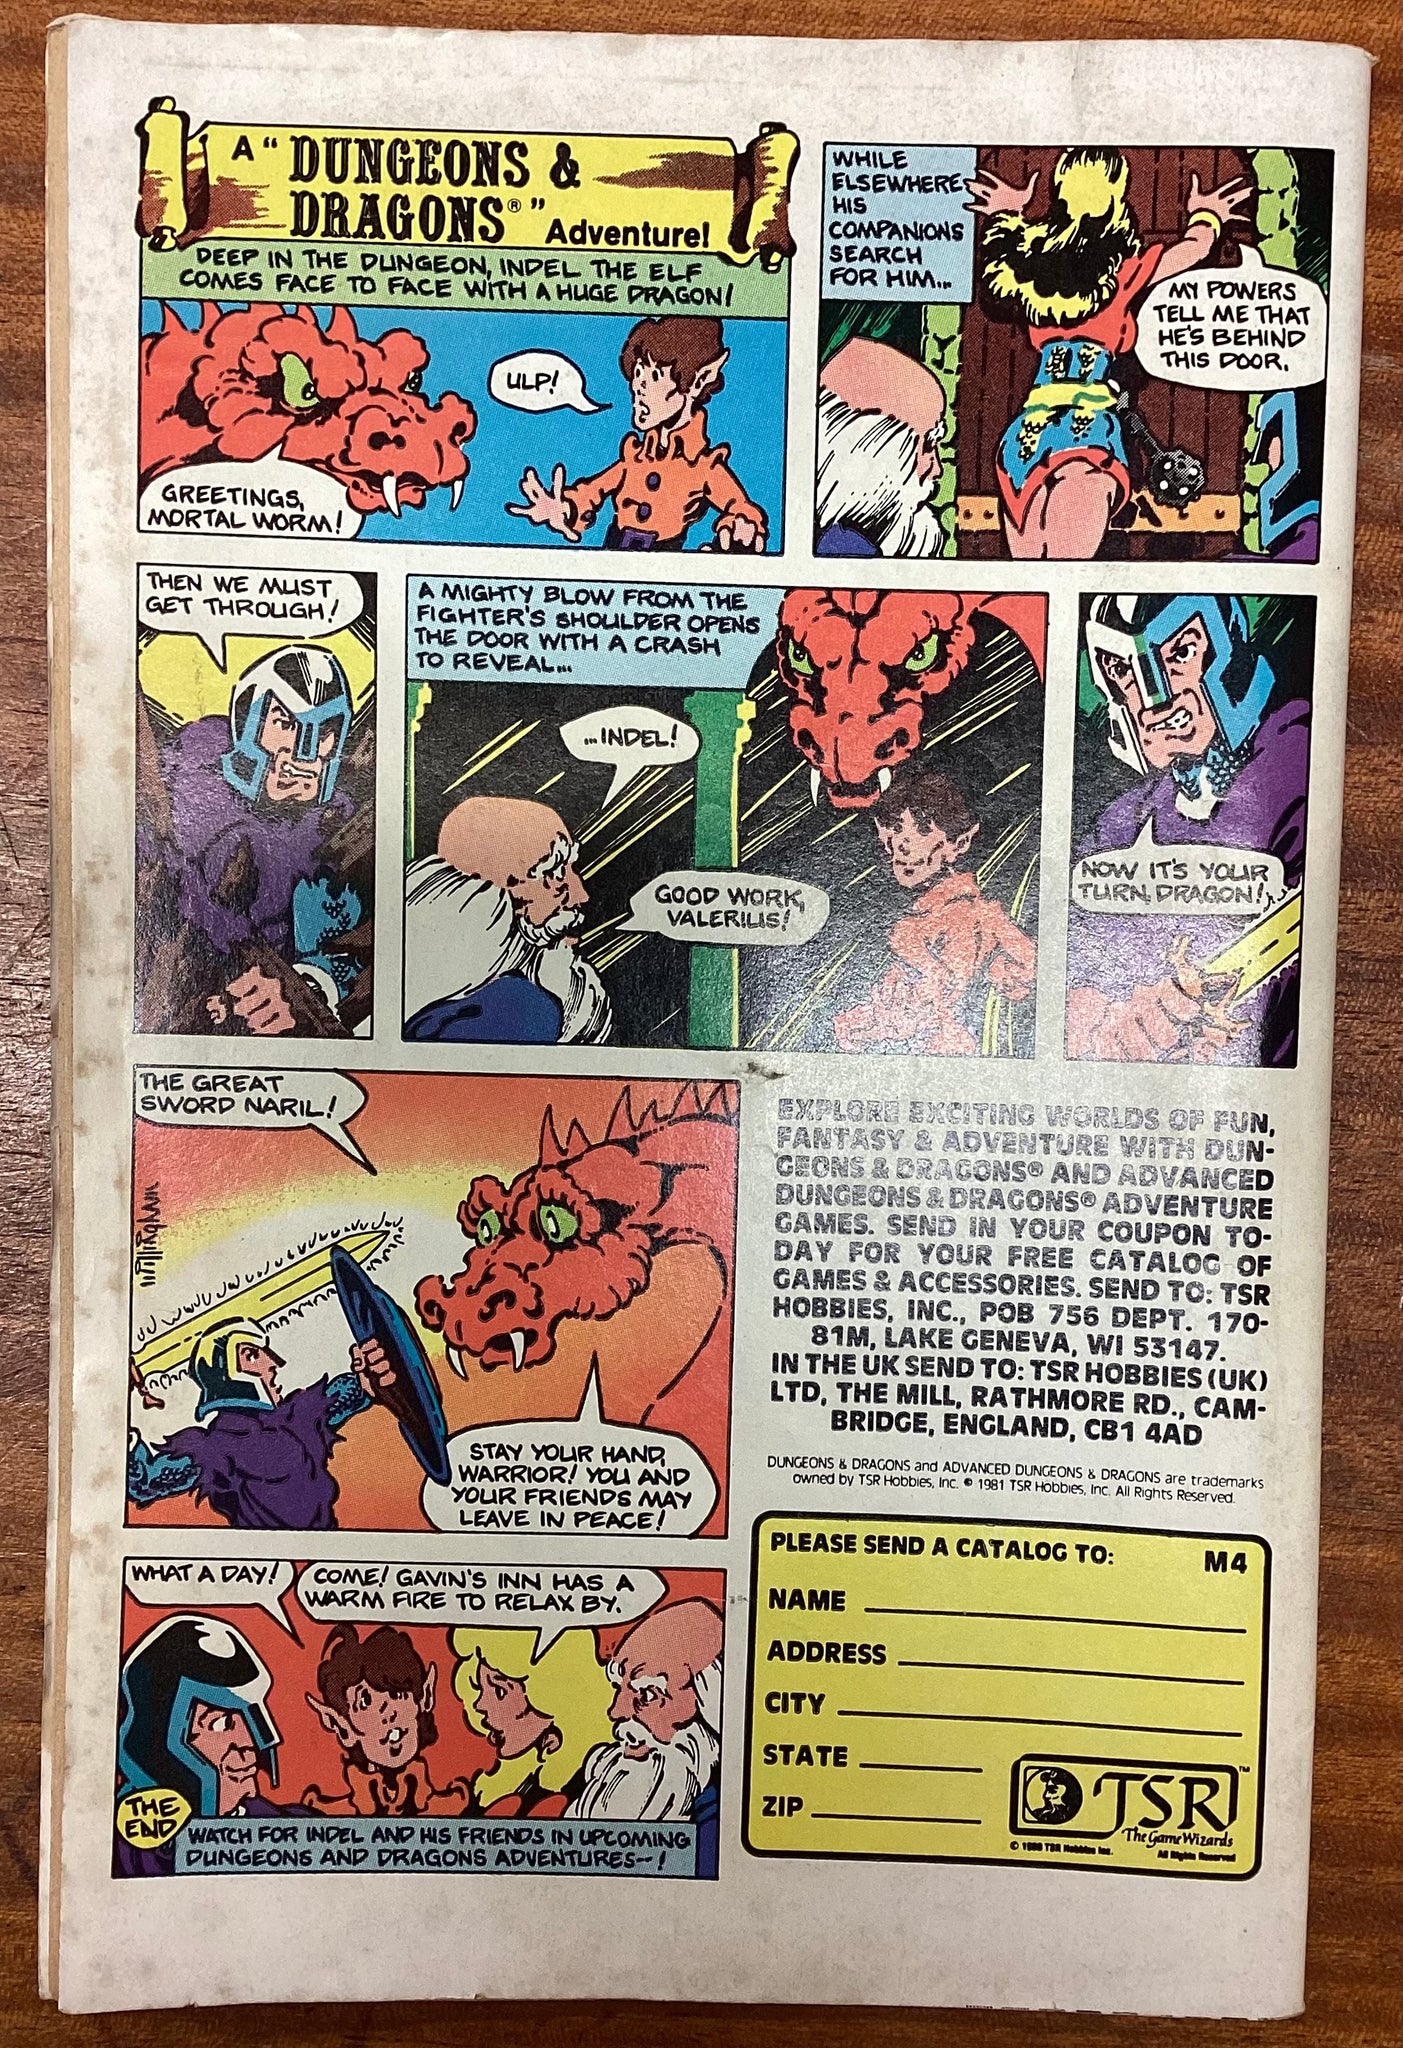 A " DUNGEONS &
DRAGONS® " Adventure!
DEEP IN THE DUNGEON, INDEL THE ELF
COMES FACE TO FACE WITH A HUGE DRAGON!
ULP!
GREETINGS,
MORTAL WORM!
WHILE
ELSEWHERE
HIS
COMPANIONS
SEARCH
FOR HIM...
MY POWERS
TELL ME THAT
HE'S BEHIND
THIS DOOR.
THEN WE MUST
GET THROUGH!
A MIGHTY BLOW FROM THE
FIGHTER'S SHOULDER OPENS
THE DOOR WITH A CRASH
TO REVEAL...
...INDEL!
GOOD WORK,
VALERIUS!
NOW IT'S YOUR
TURN, DRAGON!
THE GREAT
SWORD NARIL!
STAY YOUR HAND,
WARRIOR! YOU AND
YOUR FRIENDS MAY
LEAVE IN PEACE!
EXPLORE EXCITING WORLDS OF FUN,
FANTASY & ADVENTURE WITH DUN-
GEONS & DRAGONS® AND ADVANCED
DUNGEONS & DRAGONS® ADVENTURE
GAMES. SEND IN YOUR COUPON TO-
DAY FOR YOUR FREE CATALOG OF
GAMES & ACCESSORIES. SEND TO: TSR
HOBBIES, INC., POB 756 DEPT. 170-
81M, LAKE GENEVA, WI 53147.
IN THE UK SEND TO: TSR HOBBIES (UK)
LTD, THE MILL, RATHMORE RD., CAM-
BRIDGE, ENGLAND, CB1 4AD
DUNGEONS & DRAGONS and ADVANCED DUNGEONS & DRAGONS are trademarks
owned by TSR Hobbies, Inc. © 1981 TSR Hobbies, Inc. All Rights Reserved.
WHAT A DAY!
COME! GAVIN'S INN HAS A
WARM FIRE TO RELAX BY.
THE
END
WATCH FOR INDEL AND HIS FRIENDS IN UPCOMING
DUNGEONS AND DRAGONS ADVENTURES--!
PLEASE SEND A CATALOG TO: M4
NAME
ADDRESS
CITY
STATE
ZIP
TSR™
The Game Wizards
TSR Hobbies Inc.
All Rights Reserved